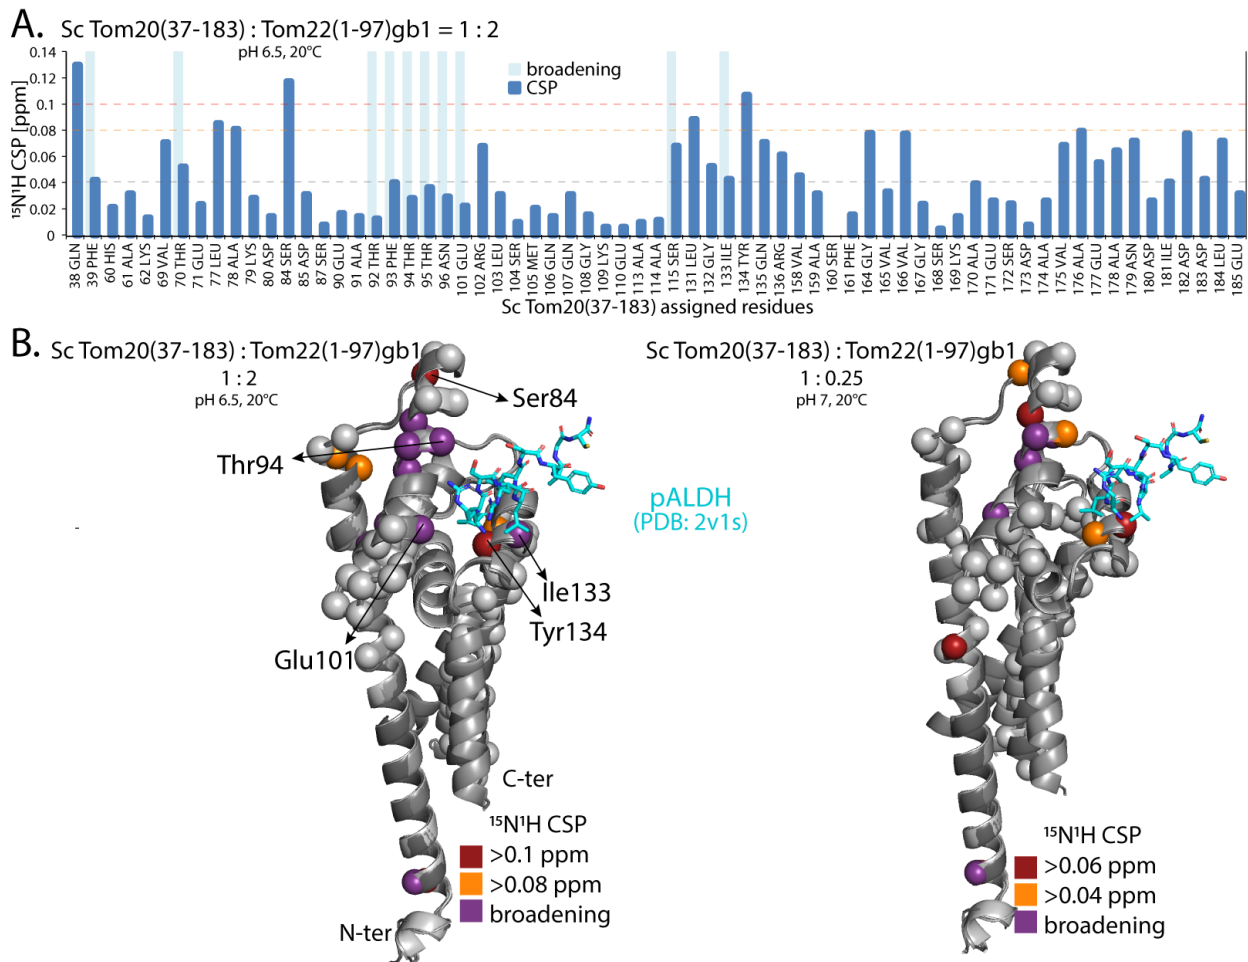 A.
Sc Tom20(37-183) : Tom22(1-97)gb1 = 1 : 2
pH 6.5, 20°C
¹⁵N¹H CSP [ppm]
0.14
0.12
0.1
0.08
0.06
0.04
0.02
0
broadening
CSP
38 GLN
39 PHE
60 HIS
61 ALA
62 LYS
69 VAL
70 THR
71 GLU
77 LEU
78 ALA
79 LYS
80 ASP
84 SER
85 ASP
87 SER
90 GLU
91 ALA
92 THR
93 PHE
94 THR
95 THR
96 ASN
101 GLU
102 ARG
103 LEU
104 SER
105 MET
106 GLN
107 GLN
108 GLY
109 LYS
110 GLU
113 ALA
114 ALA
115 SER
131 LEU
132 GLY
133 ILE
134 TYR
135 GLN
136 ARG
158 VAL
159 ALA
160 SER
161 PHE
164 GLY
165 VAL
166 VAL
167 GLY
168 SER
169 LYS
170 ALA
171 GLU
172 SER
173 ASP
174 ALA
175 VAL
176 ALA
177 GLU
178 ALA
179 ASN
180 ASP
181 ILE
182 ASP
183 ASP
184 LEU
185 GLU
Sc Tom20(37-183) assigned residues
B.
Sc Tom20(37-183) : Tom22(1-97)gb1
1 : 2
pH 6.5, 20°C
Ser84
Thr94
Ile133
Tyr134
Glu101
C-ter
N-ter
¹⁵N¹H CSP
>0.1 ppm
>0.08 ppm
broadening
pALDH
(PDB: 2v1s)
Sc Tom20(37-183) : Tom22(1-97)gb1
1 : 0.25
pH 7, 20°C
¹⁵N¹H CSP
>0.06 ppm
>0.04 ppm
broadening